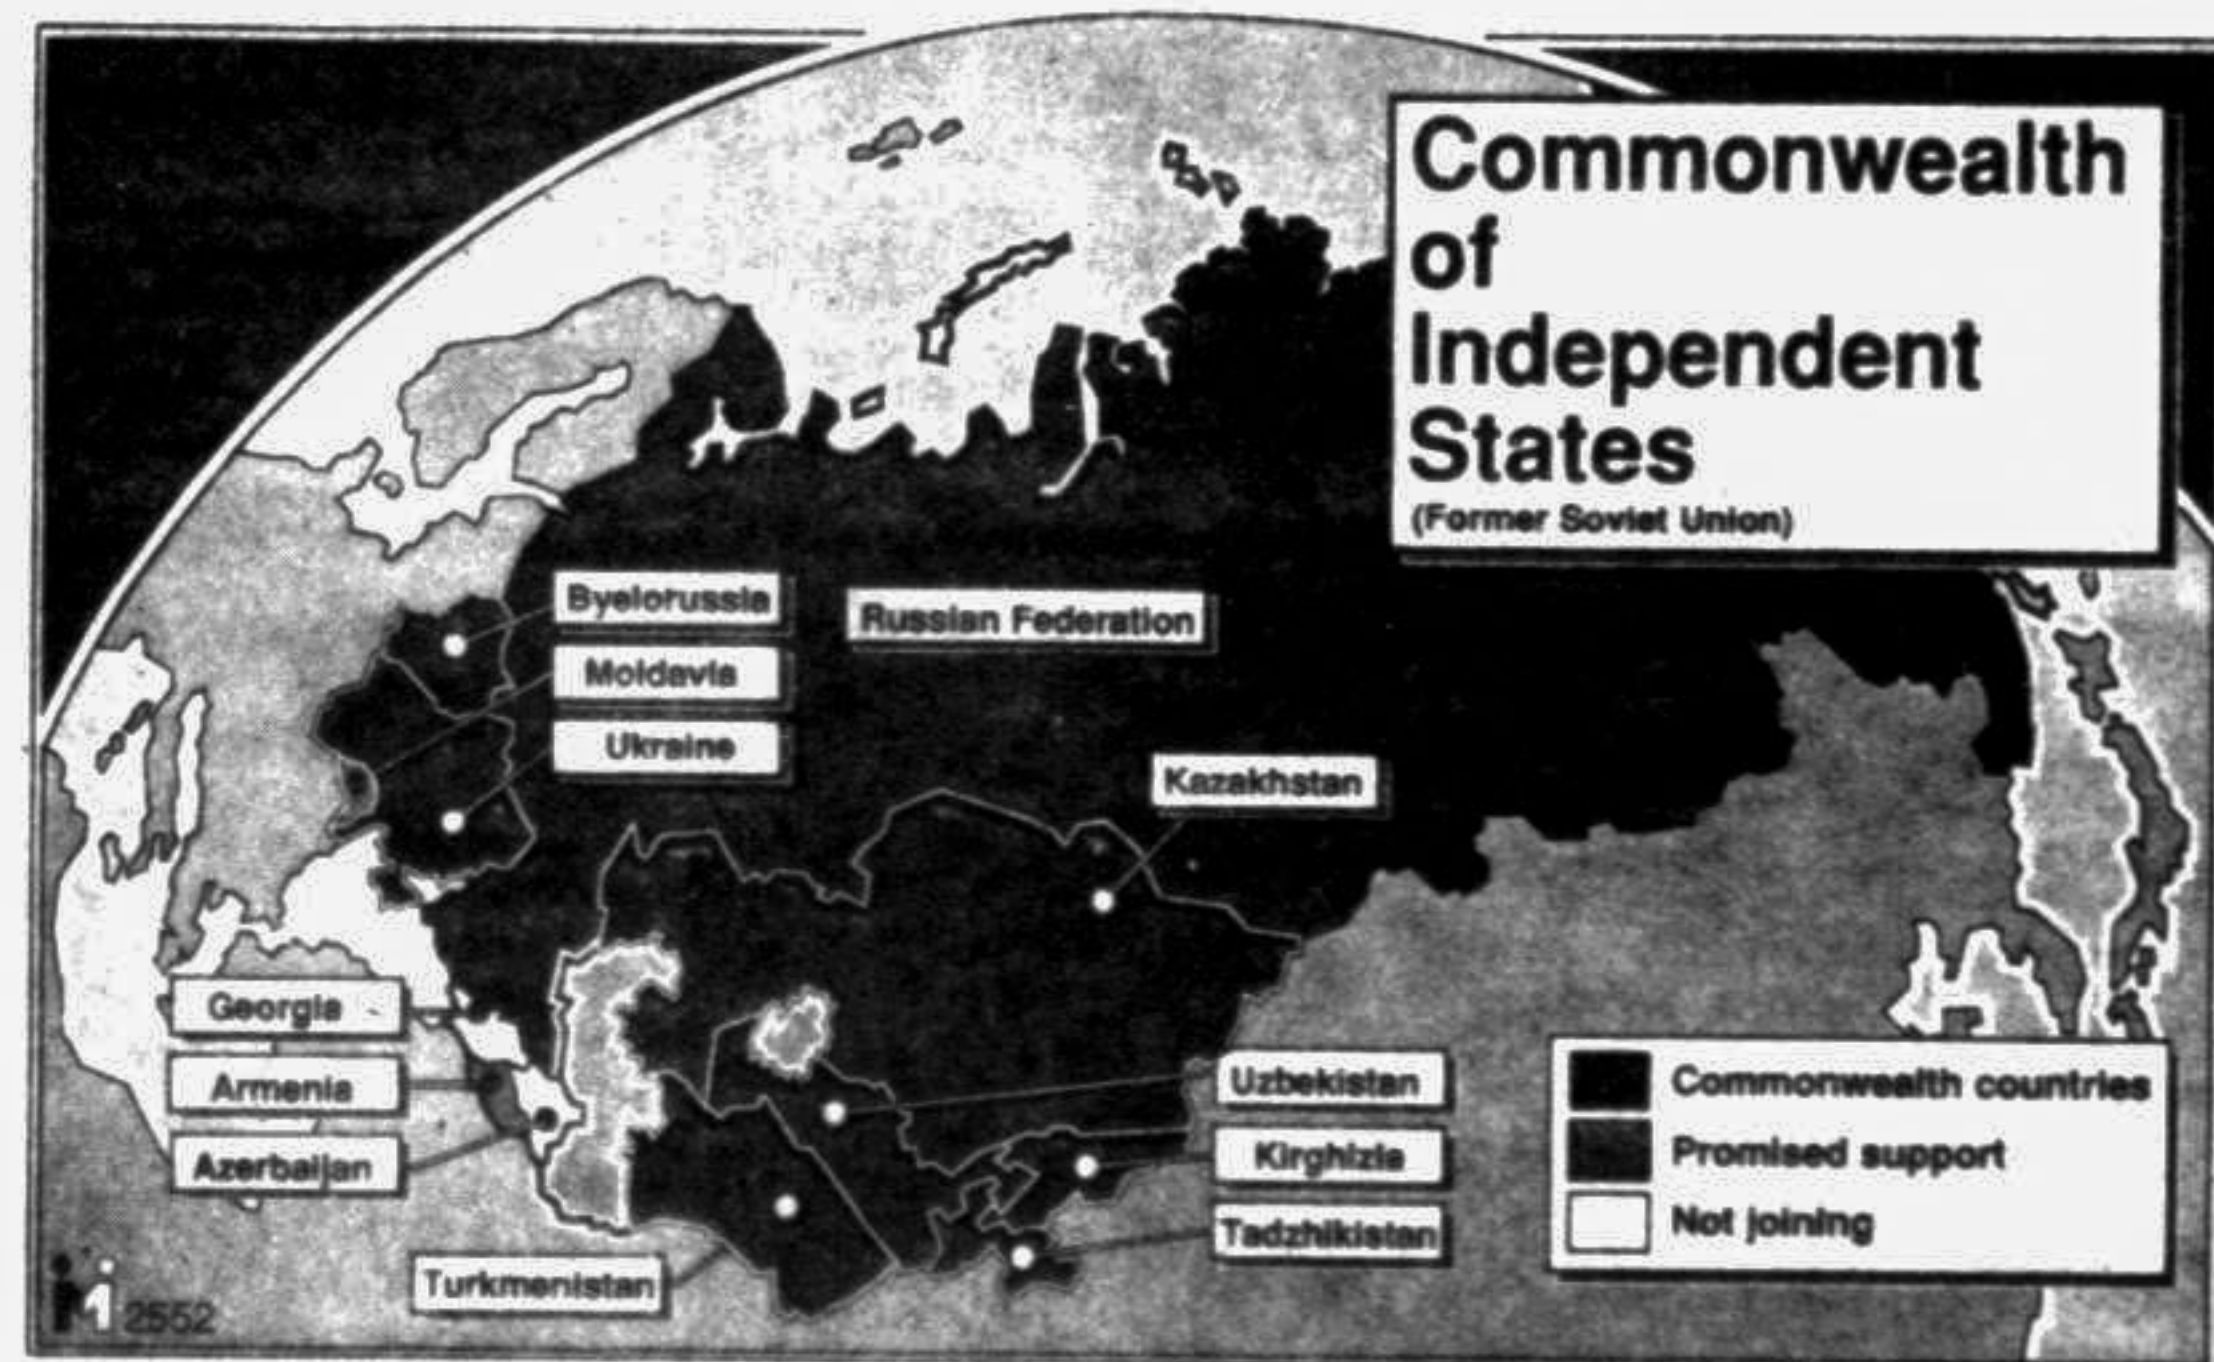 Commonwealth
of
Independent
States
(Former Soviet Union)
Byelorussia
Russian Federation
Moldavia
Ukraine
Kazakhstan
Georgia
Armenia
Azerbaijan
Uzbekistan
Kirghizia
Tadzhikistan
Turkmenistan
Commonwealth countries
Promised support
Not joining
2552